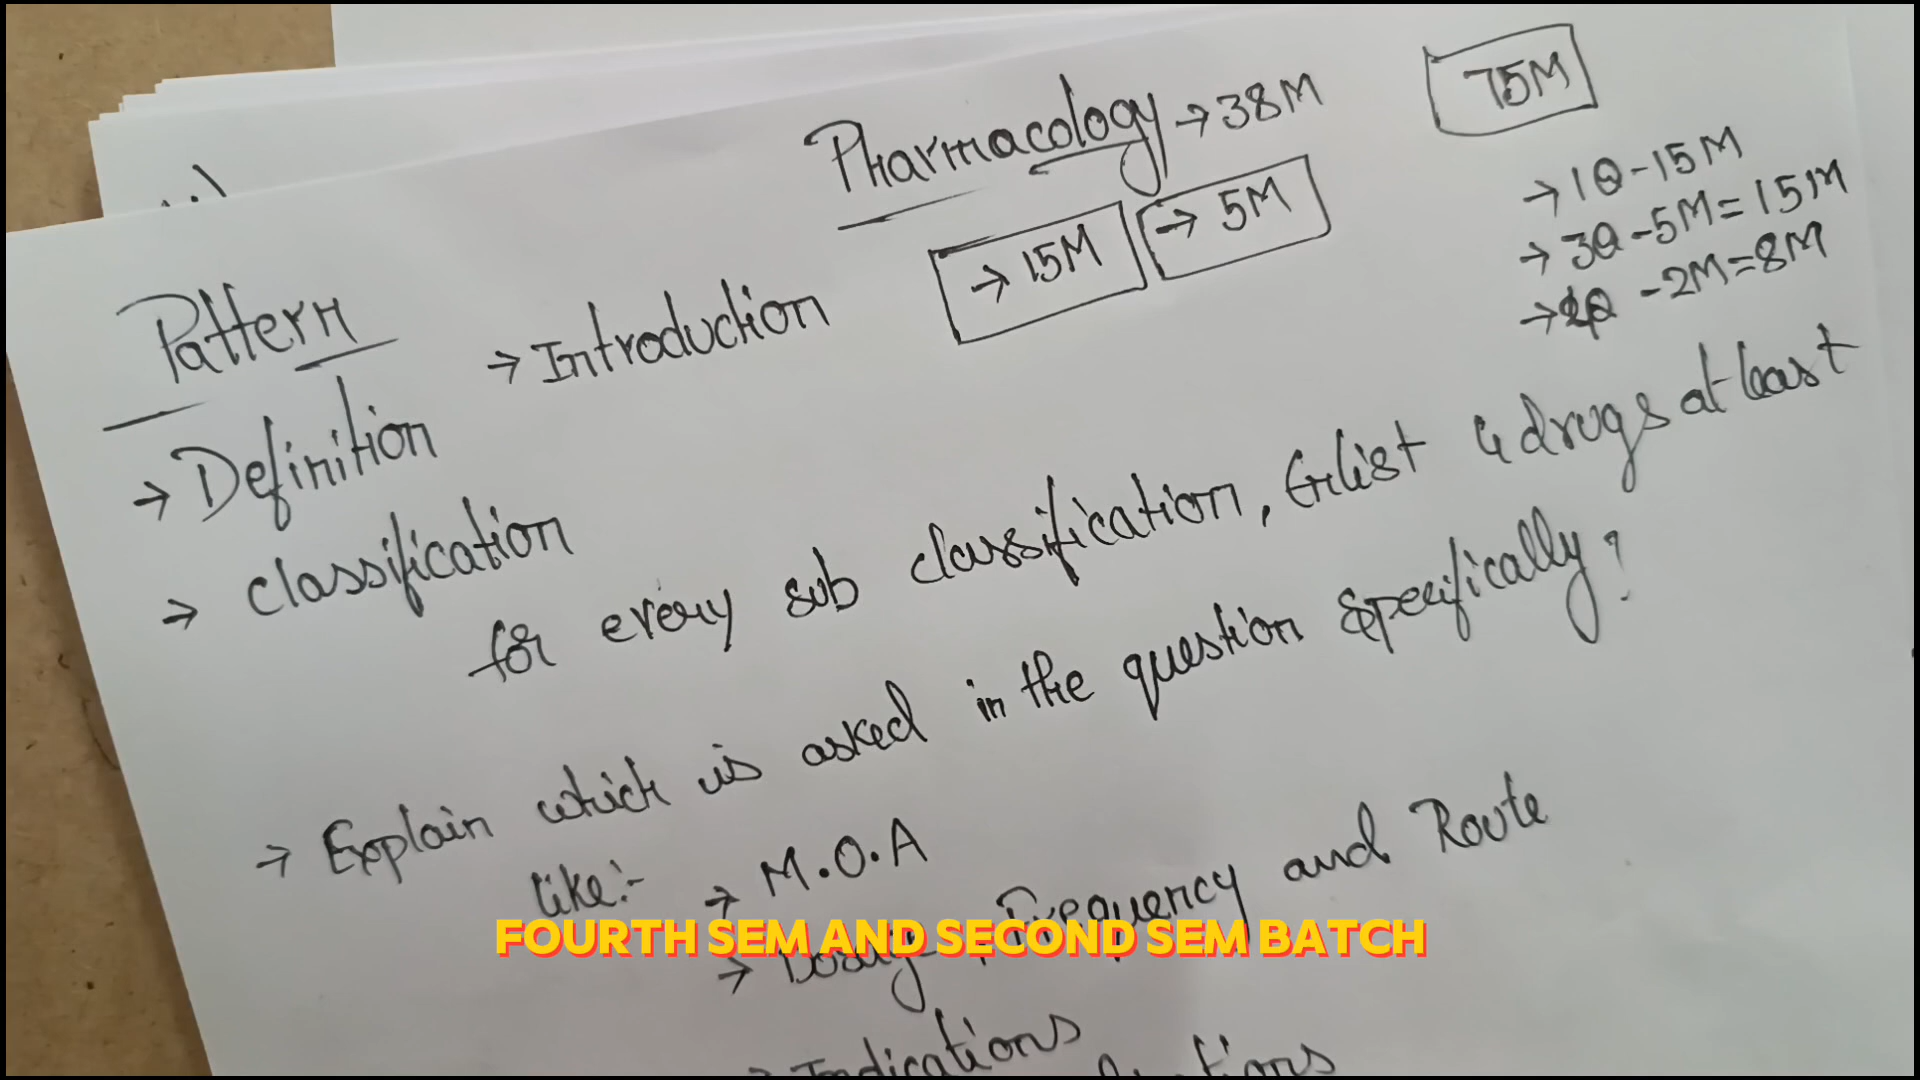 Pharmacology → 38M
75M
→ 15M → 5M
→ 1Q - 15M
→ 3Q - 5M = 15M
→ 4Q - 2M = 8M
Pattern
→ Introduction
→ Definition
→ classification
for every sub classification, Enlist 4 drugs at least
→ Explain which is asked in the question specifically?
like:-
→ M.O.A
→ Dosage, Frequency and Route
FOURTH SEM AND SECOND SEM BATCH
→ Indications